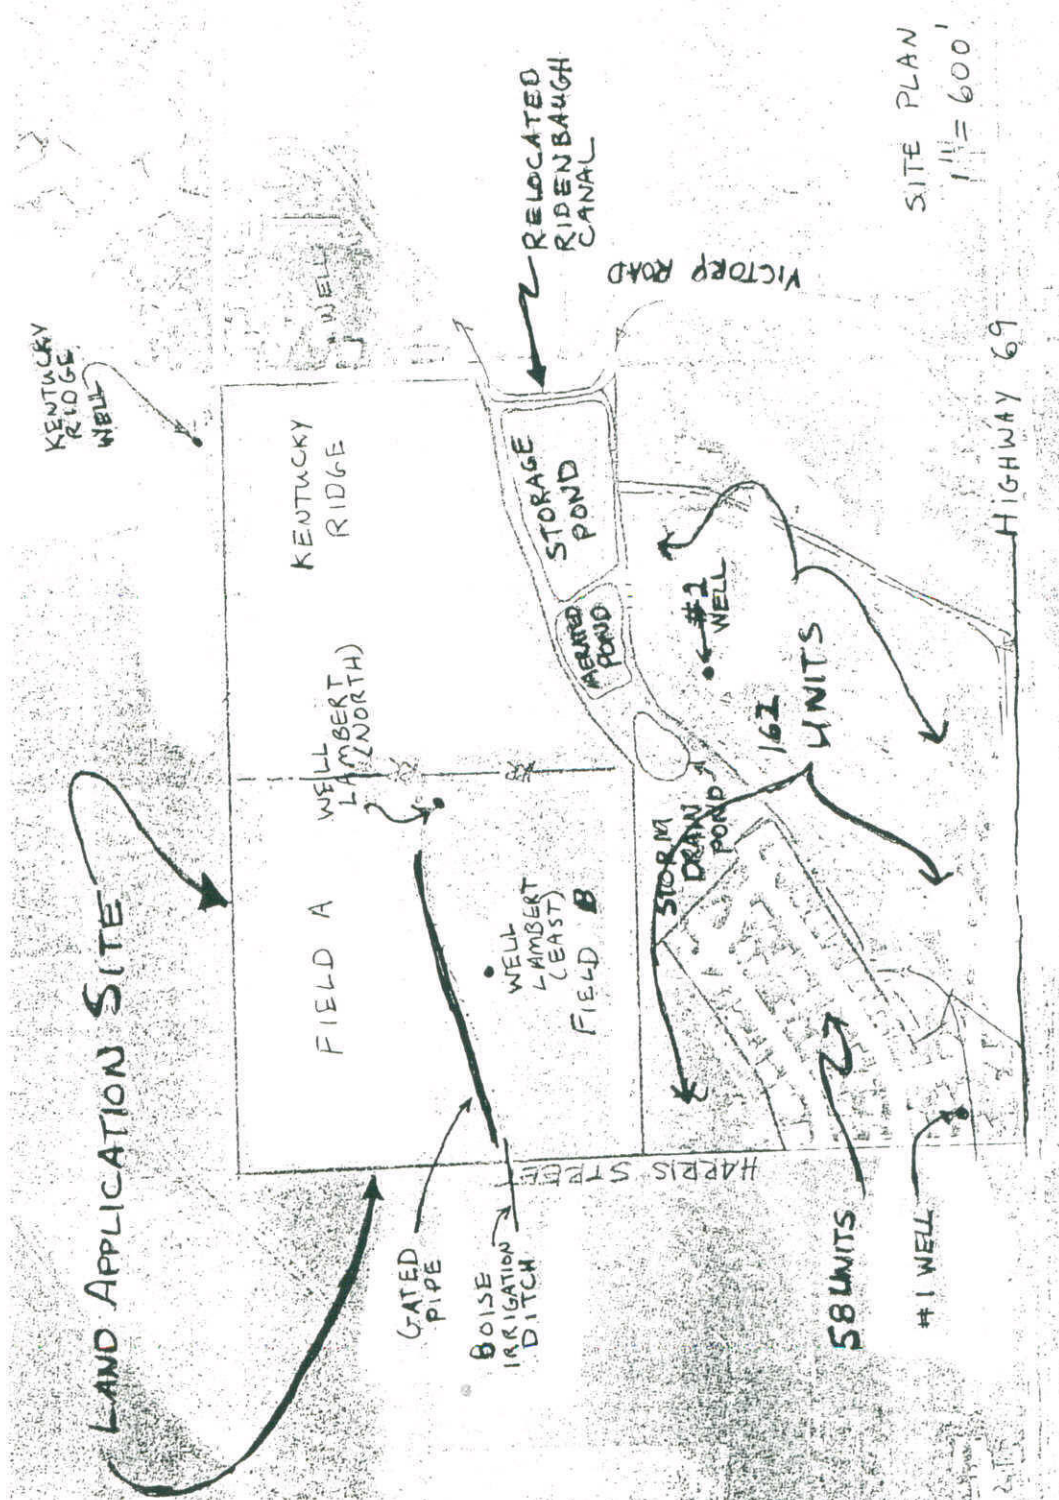 LAND APPLICATION SITE
KENTUCKY
RIDGE
WELL
WELL
RELOCATED
RIDENBAUGH
CANAL
SITE PLAN
1" = 600'
FIELD A
WELL
LAMBERT
(NORTH)
KENTUCKY
RIDGE
VICTORY ROAD
GATED
PIPE
BOISE
IRRIGATION
DITCH
WELL
LAMBERT
(EAST)
FIELD B
AERATED
POND
STORAGE
POND
HARRIS STREET
STORM
DRAIN
POND
#2
WELL
162
UNITS
58 UNITS
#1 WELL
HIGHWAY 69